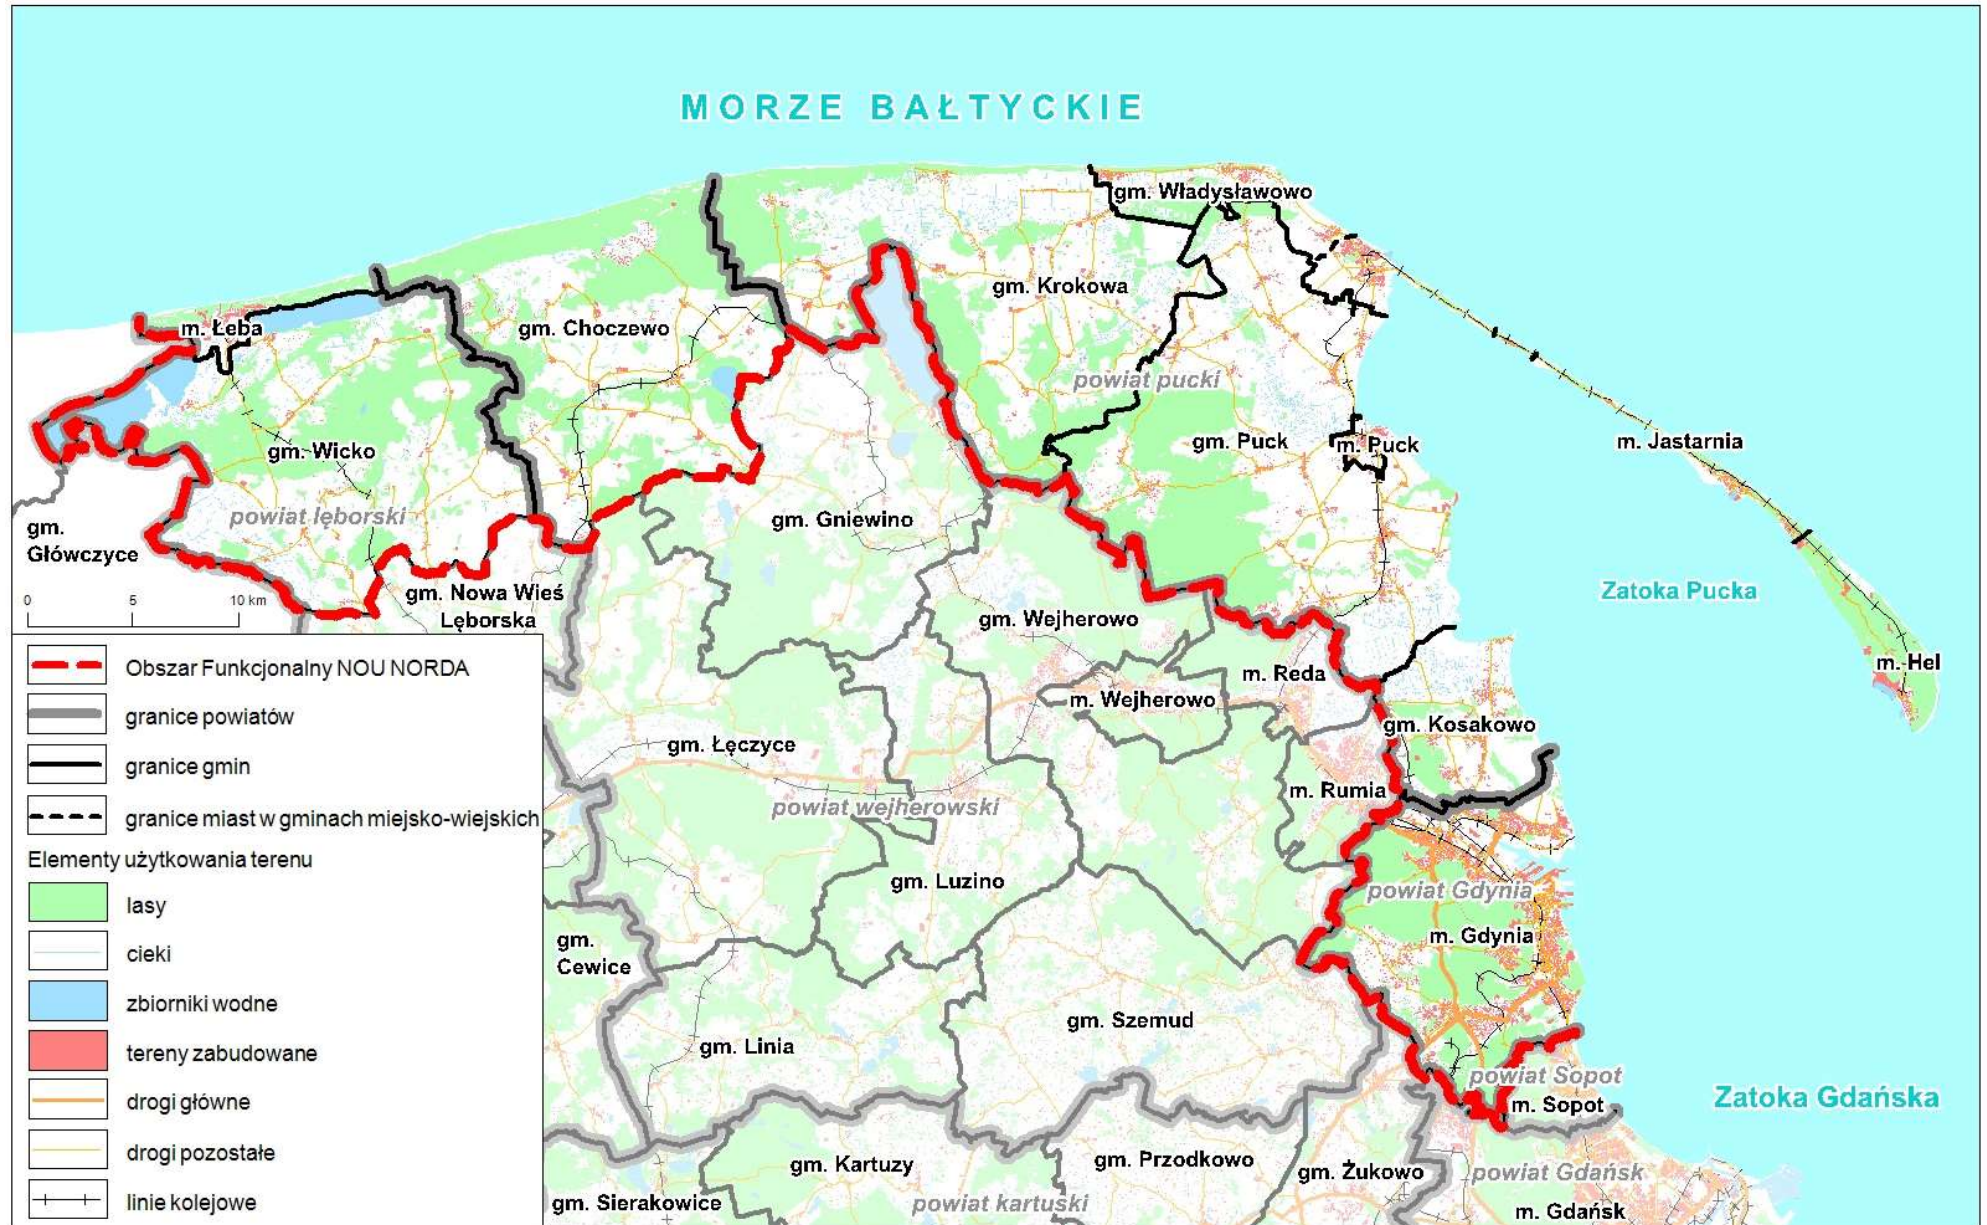 MORZE BAŁTYCKIE
gm. Władysławowo
gm. Krokowa
m. Łeba
gm. Choczewo
powiat pucki
gm. Puck
m. Puck
m. Jastarnia
gm. Wicko
powiat lęborski
gm. Gniewino
gm.
Główczyce
gm. Nowa Wieś
Lęborska
Zatoka Pucka
0 5 10 km
gm. Wejherowo
m. Reda
m. Hel
m. Wejherowo
gm. Kosakowo
gm. Łęczyce
m. Rumia
powiat wejherowski
gm. Luzino
powiat Gdynia
m. Gdynia
gm.
Cewice
gm. Szemud
gm. Linia
powiat Sopot
m. Sopot
Zatoka Gdańska
gm. Kartuzy
gm. Przodkowo
gm. Żukowo
powiat Gdańsk
gm. Sierakowice
powiat kartuski
m. Gdańsk
Obszar Funkcjonalny NOU NORDA
granice powiatów
granice gmin
granice miast w gminach miejsko-wiejskich
Elementy użytkowania terenu
lasy
cieki
zbiorniki wodne
tereny zabudowane
drogi główne
drogi pozostałe
linie kolejowe